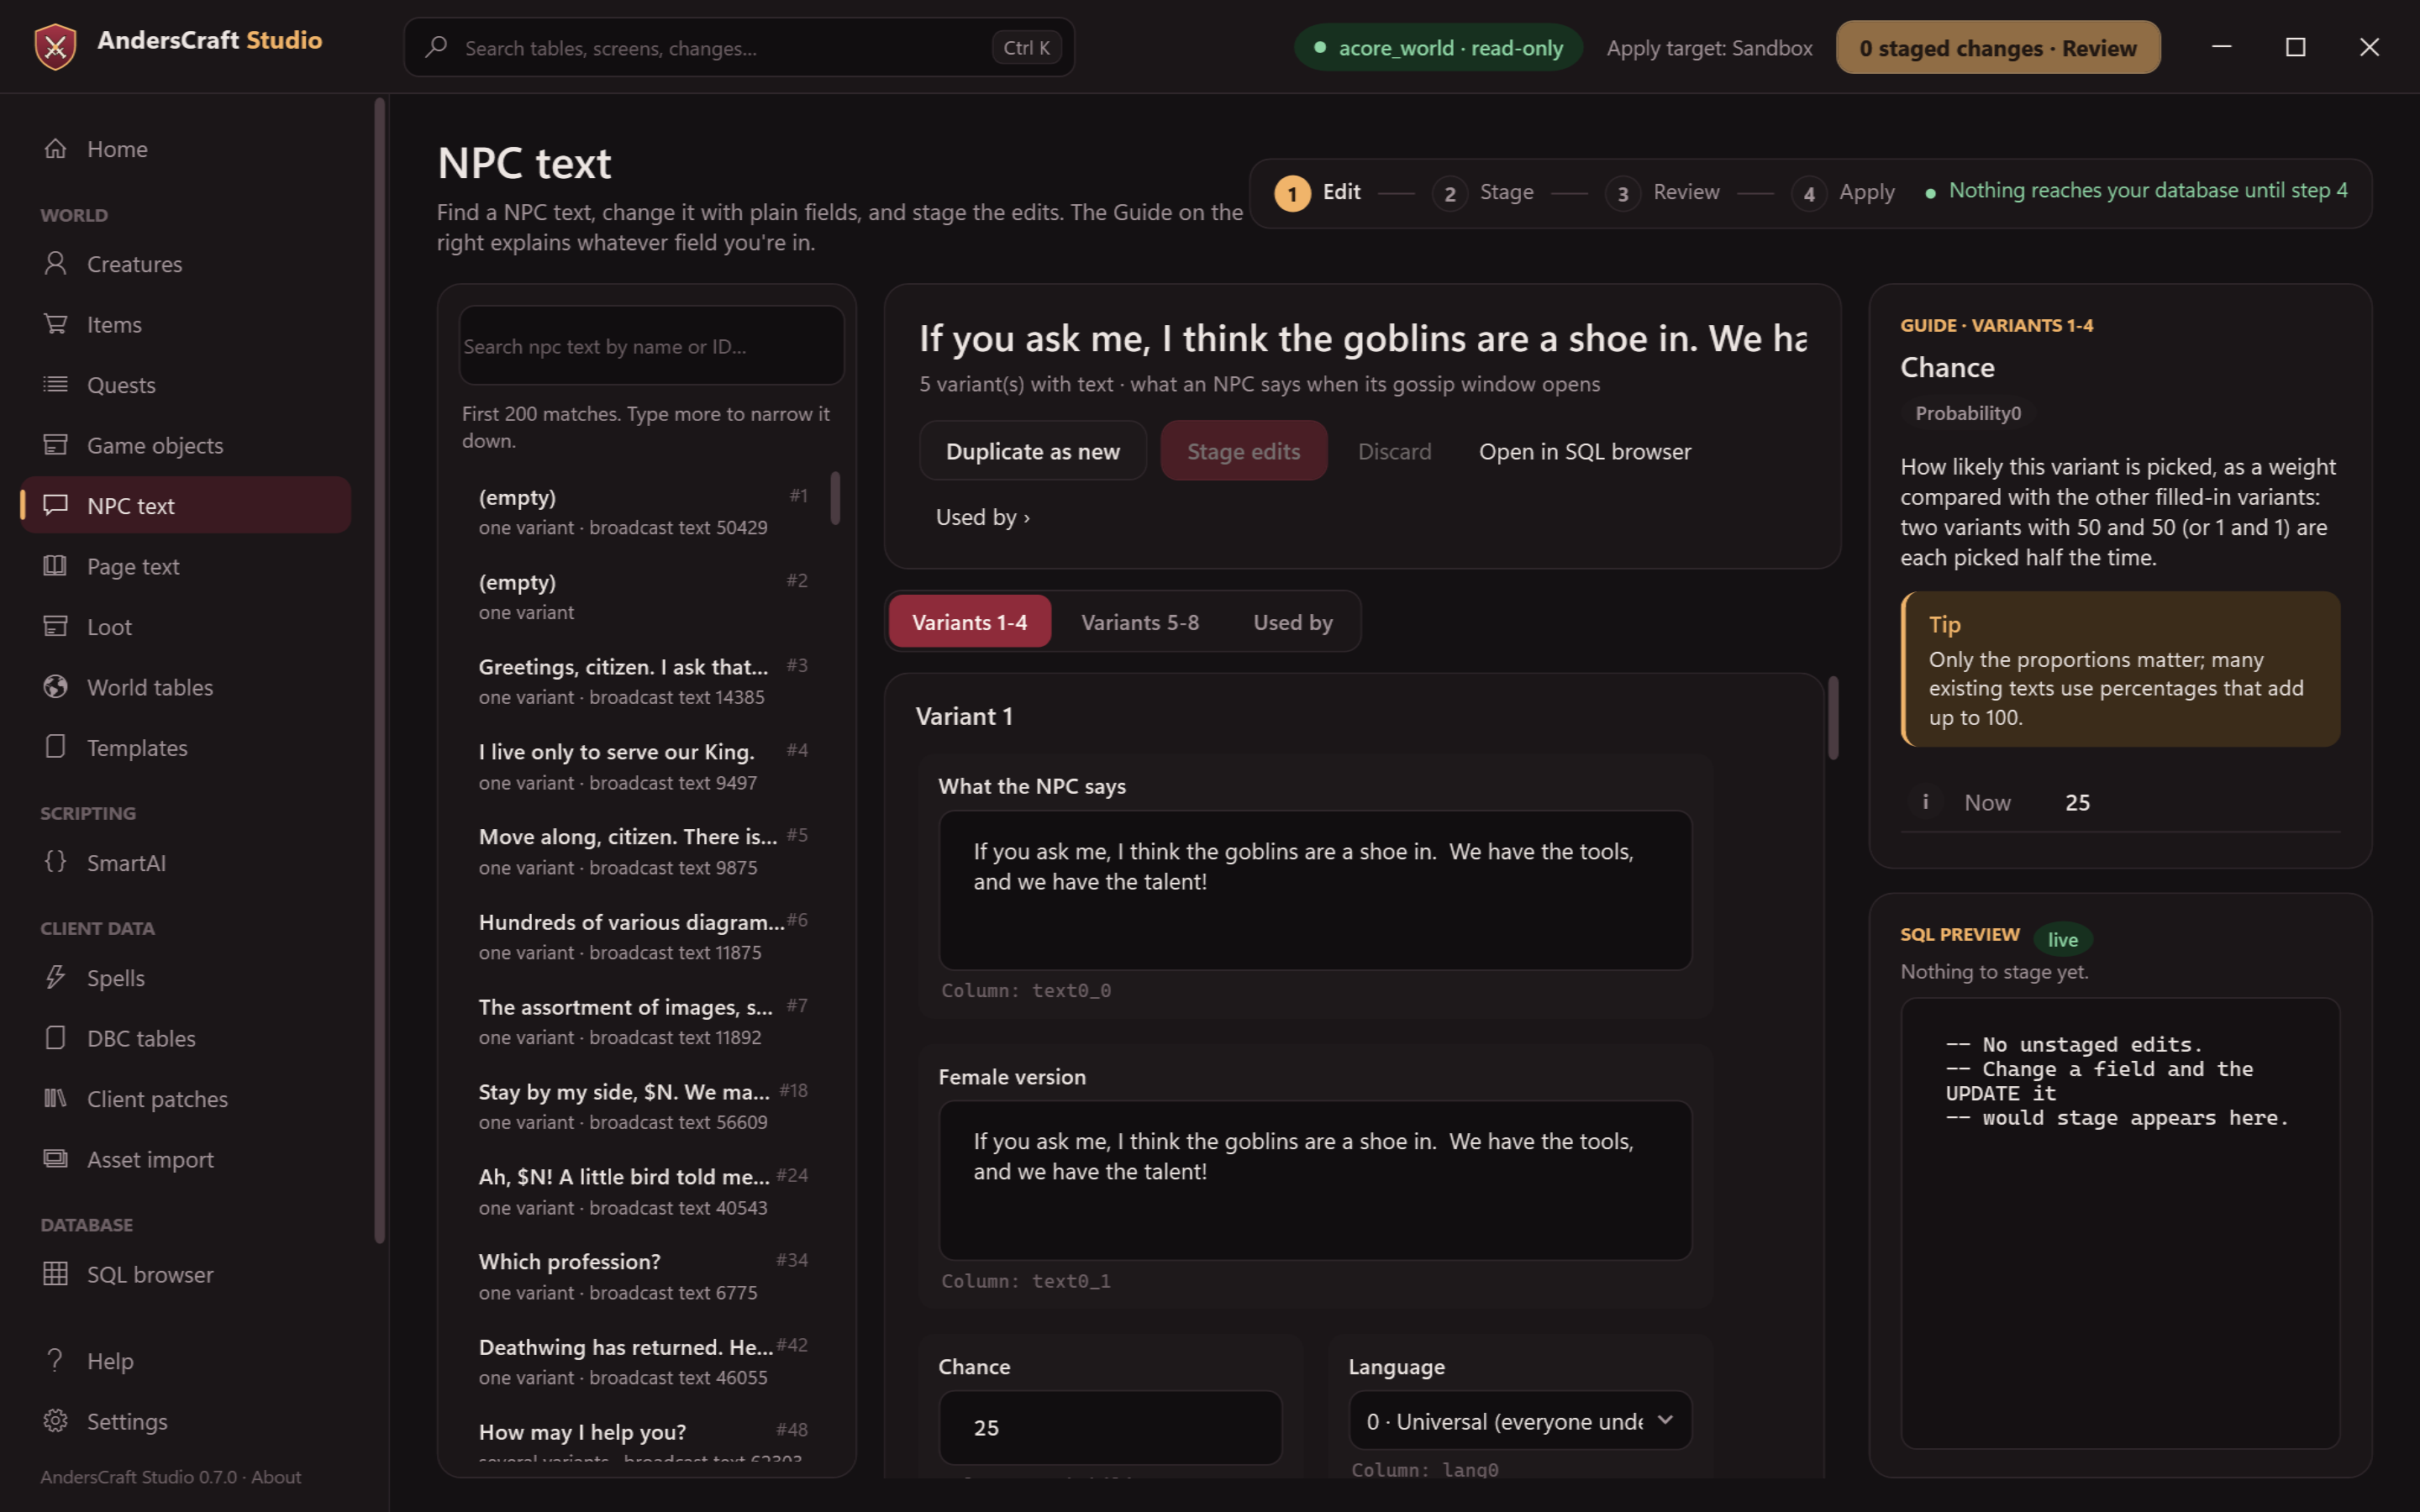 AndersCraft Studio
Search tables, screens, changes...
Ctrl K
acore_world · read-only
Apply target: Sandbox
0 staged changes · Review
Home
WORLD
Creatures
Items
Quests
Game objects
NPC text
Page text
Loot
World tables
Templates
SCRIPTING
SmartAI
CLIENT DATA
Spells
DBC tables
Client patches
Asset import
DATABASE
SQL browser
Help
Settings
AndersCraft Studio 0.7.0 · About
NPC text
Find a NPC text, change it with plain fields, and stage the edits. The Guide on the
right explains whatever field you're in.
1 Edit
2 Stage
3 Review
4 Apply
Nothing reaches your database until step 4
Search npc text by name or ID...
First 200 matches. Type more to narrow it
down.
(empty) #1
one variant · broadcast text 50429
(empty) #2
one variant
Greetings, citizen. I ask that... #3
one variant · broadcast text 14385
I live only to serve our King. #4
one variant · broadcast text 9497
Move along, citizen. There is... #5
one variant · broadcast text 9875
Hundreds of various diagram... #6
one variant · broadcast text 11875
The assortment of images, s... #7
one variant · broadcast text 11892
Stay by my side, $N. We ma... #18
one variant · broadcast text 56609
Ah, $N! A little bird told me... #24
one variant · broadcast text 40543
Which profession? #34
one variant · broadcast text 6775
Deathwing has returned. He... #42
one variant · broadcast text 46055
How may I help you? #48
several variants · broadcast text 62303
If you ask me, I think the goblins are a shoe in. We ha
5 variant(s) with text · what an NPC says when its gossip window opens
Duplicate as new
Stage edits
Discard
Open in SQL browser
Used by ›
Variants 1-4
Variants 5-8
Used by
Variant 1
What the NPC says
If you ask me, I think the goblins are a shoe in.  We have the tools,
and we have the talent!
Column: text0_0
Female version
If you ask me, I think the goblins are a shoe in.  We have the tools,
and we have the talent!
Column: text0_1
Chance
25
Language
0 · Universal (everyone unde
Column: lang0
GUIDE · VARIANTS 1-4
Chance
Probability0
How likely this variant is picked, as a weight
compared with the other filled-in variants:
two variants with 50 and 50 (or 1 and 1) are
each picked half the time.
Tip
Only the proportions matter; many
existing texts use percentages that add
up to 100.
i Now 25
SQL PREVIEW live
Nothing to stage yet.
-- No unstaged edits.
-- Change a field and the
UPDATE it
-- would stage appears here.